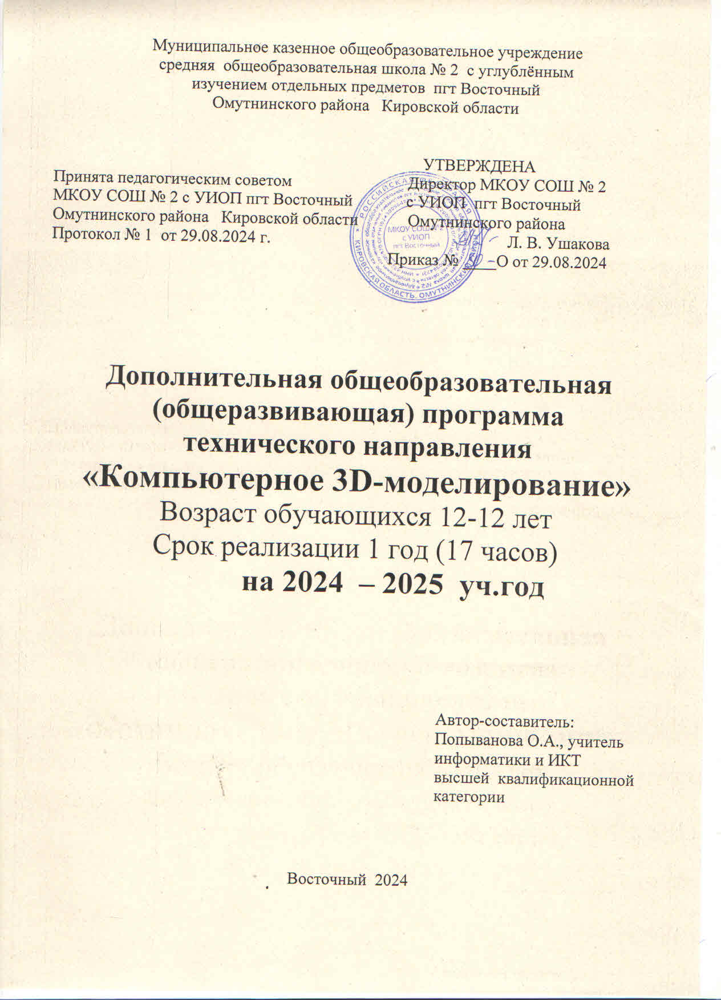 Муниципальное казенное общеобразовательное учреждение
средняя общеобразовательная школа № 2 с углублённым
изучением отдельных предметов пгт Восточный
Омутнинского района Кировской области
Принята педагогическим советом
МКОУ СОШ № 2 с УИОП пгт Восточный
Омутнинского района Кировской области
Протокол № 1 от 29.08.2024 г.
УТВЕРЖДЕНА
Директор МКОУ СОШ № 2
с УИОП пгт Восточный
Омутнинского района
Л. В. Ушакова
Приказ № ____ О от 29.08.2024
РОССИЙСКАЯ ФЕДЕРАЦИЯ
КИРОВСКАЯ ОБЛАСТЬ, ОМУТНИНСКИЙ РАЙОН
МКОУ СОШ №2
с УИОП
пгт Восточный
Дополнительная общеобразовательная
(общеразвивающая) программа
технического направления
«Компьютерное 3D-моделирование»
Возраст обучающихся 12-12 лет
Срок реализации 1 год (17 часов)
на 2024 – 2025 уч.год
Автор-составитель:
Попыванова О.А., учитель
информатики и ИКТ
высшей квалификационной
категории
Восточный 2024